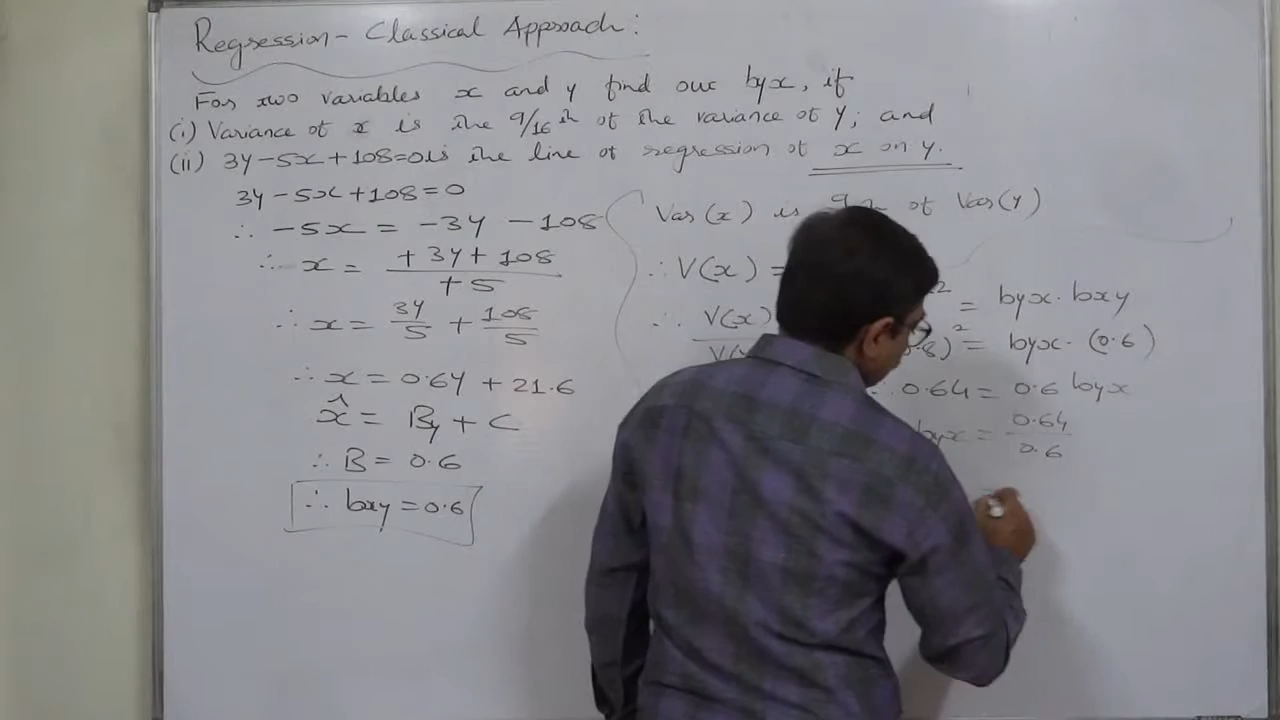 Regression - Classical Approach:
For two variables x and y find out byx, if
(i) Variance of x is the 9/16 th of the variance of Y; and
(ii) 3Y-5x+108=0 is the line of regression of x on y.
3Y-5x+108=0
∴ -5x = -3Y -108
∴ x = +3Y+108 / +5
∴ x = 3Y/5 + 108/5
∴ x = 0.6Y + 21.6
x̂ = By + C
∴ B = 0.6
∴ bxy = 0.6
Var(x) is of Var(y)
∴ V(x) =
∴ V(x)
2 = byx. bxy
8)² = byx. (0.6)
∴ 0.64 = 0.6 byx
byx = 0.64 / 0.6